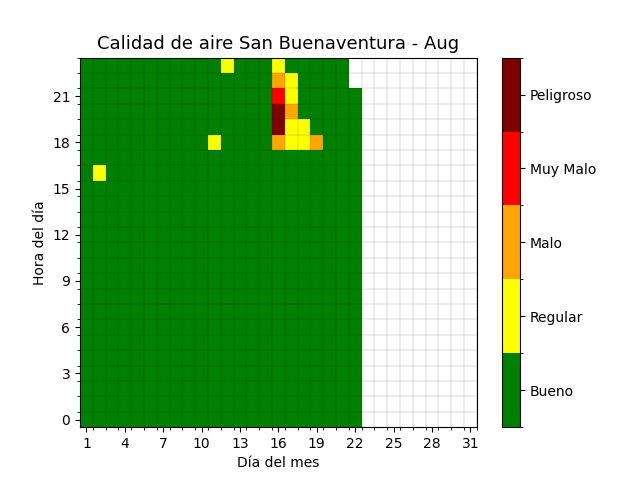 Calidad de aire San Buenaventura - Aug
Peligroso
Muy Malo
Malo
Regular
Bueno
Hora del día
21
18
15
12
9
6
3
0
1 4 7 10 13 16 19 22 25 28 31
Día del mes